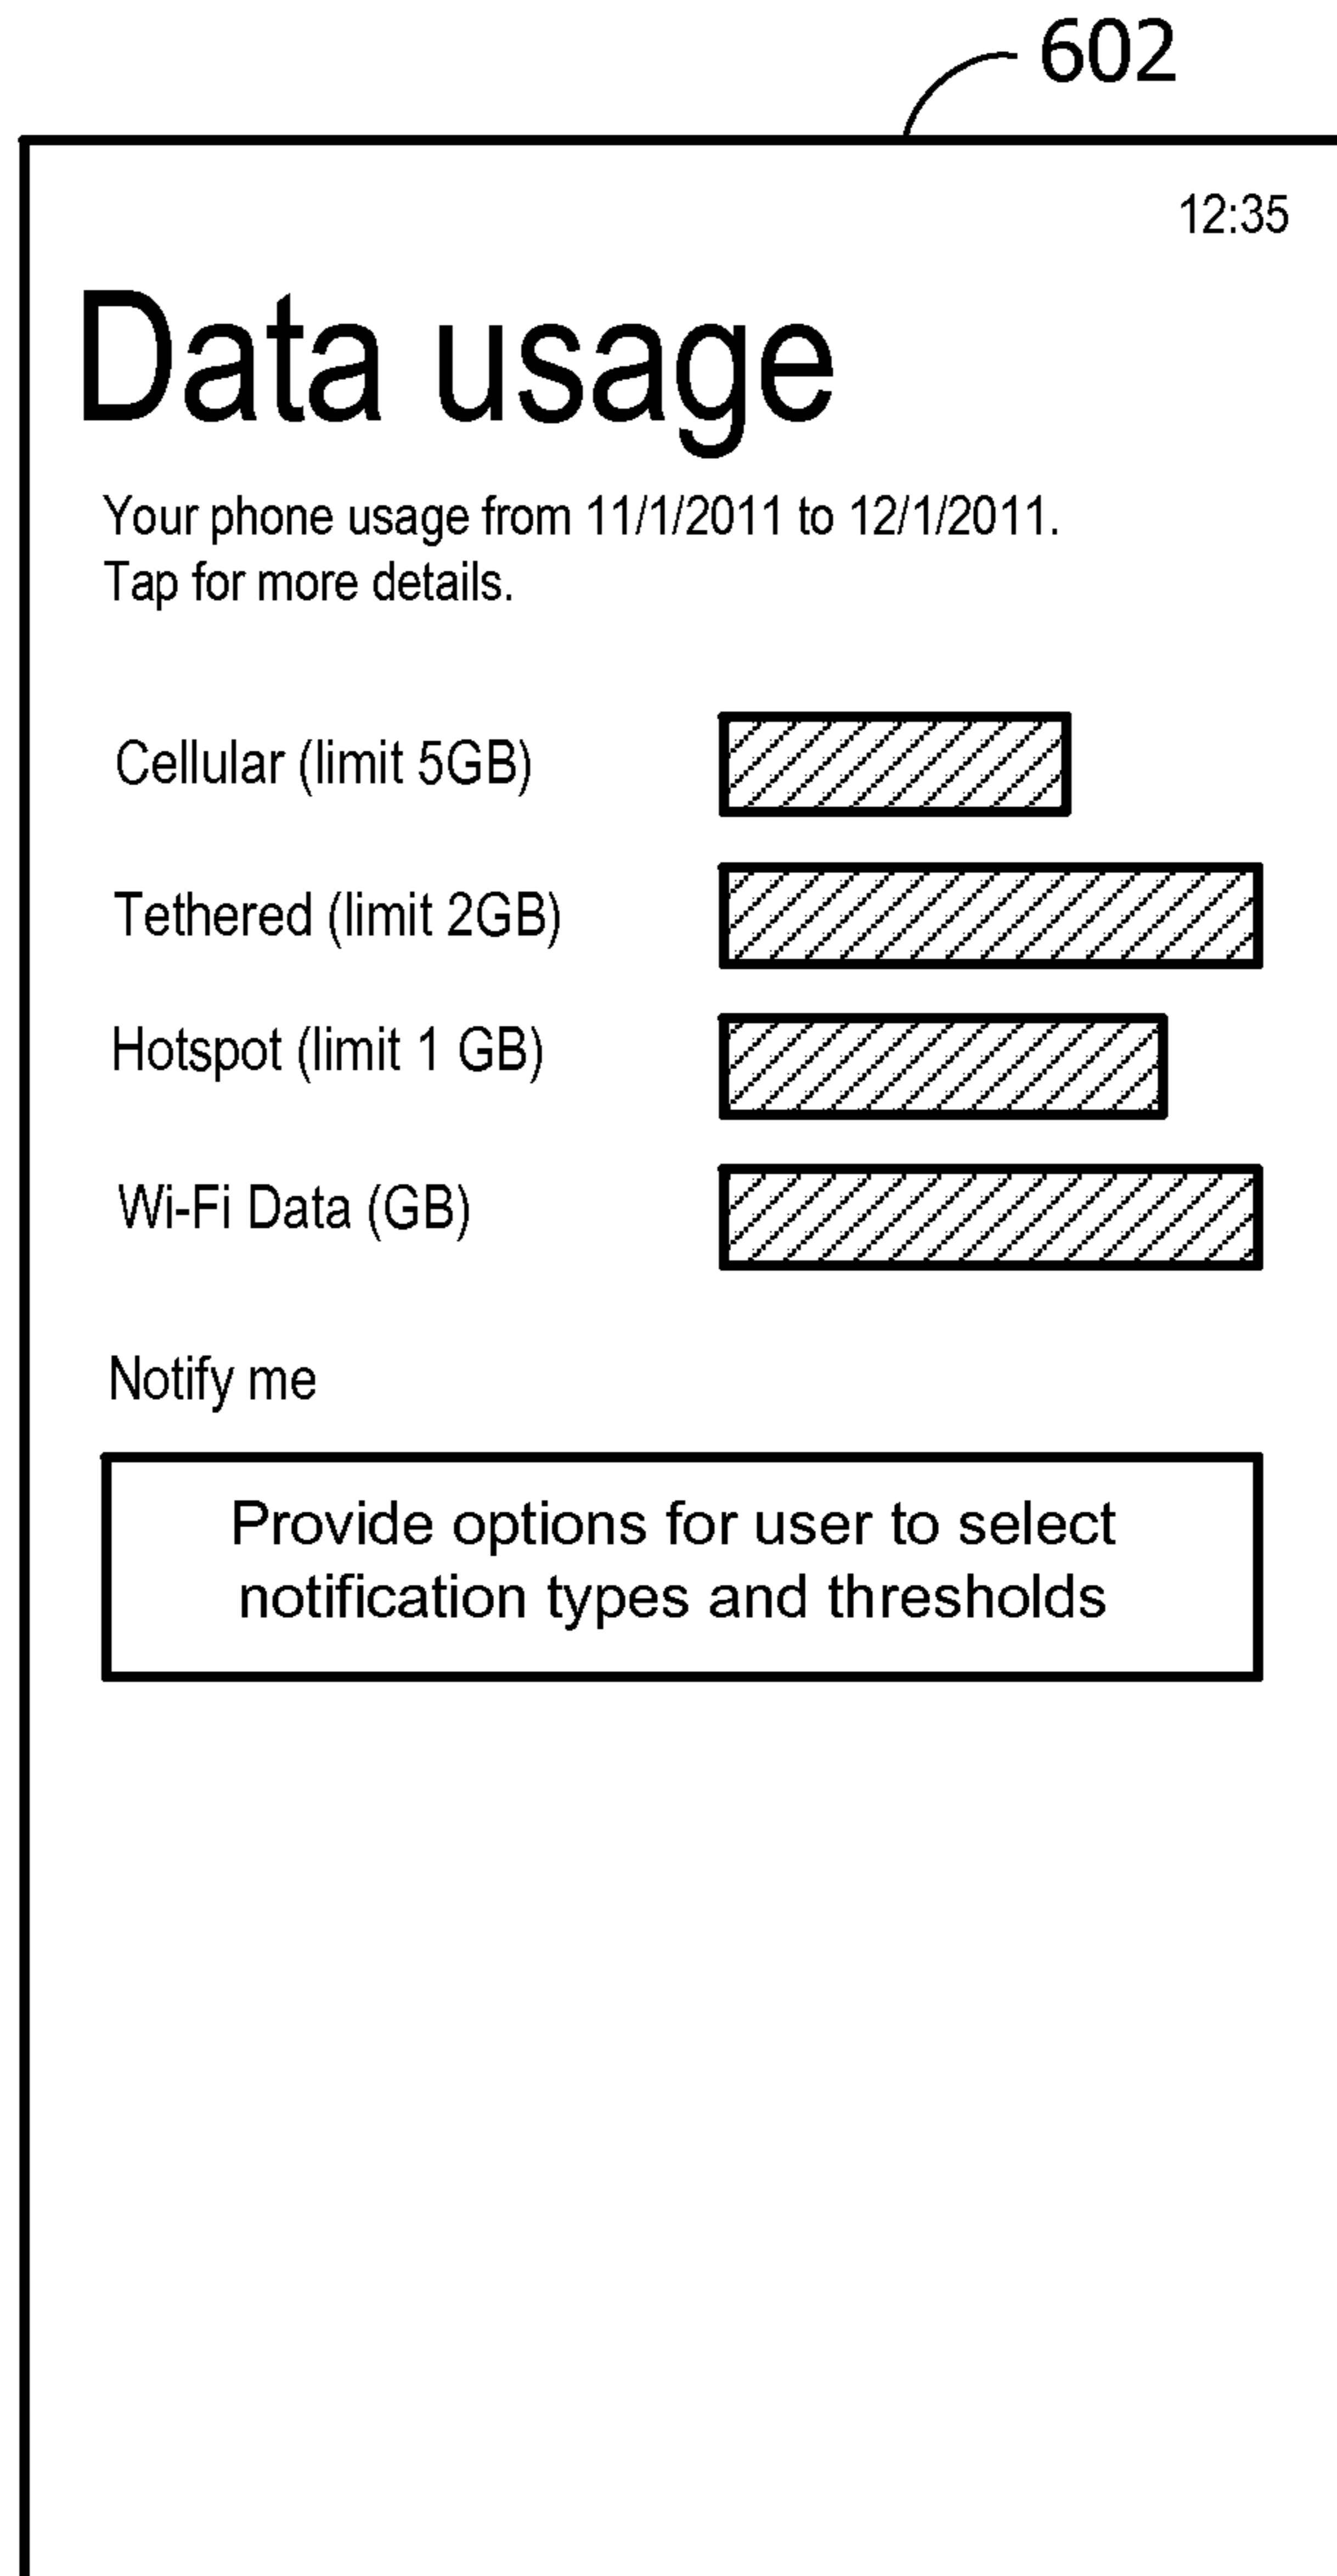 602
12:35
Data usage
Your phone usage from 11/1/2011 to 12/1/2011.
Tap for more details.
Cellular (limit 5GB)
Tethered (limit 2GB)
Hotspot (limit 1 GB)
Wi-Fi Data (GB)
Notify me
Provide options for user to select
notification types and thresholds